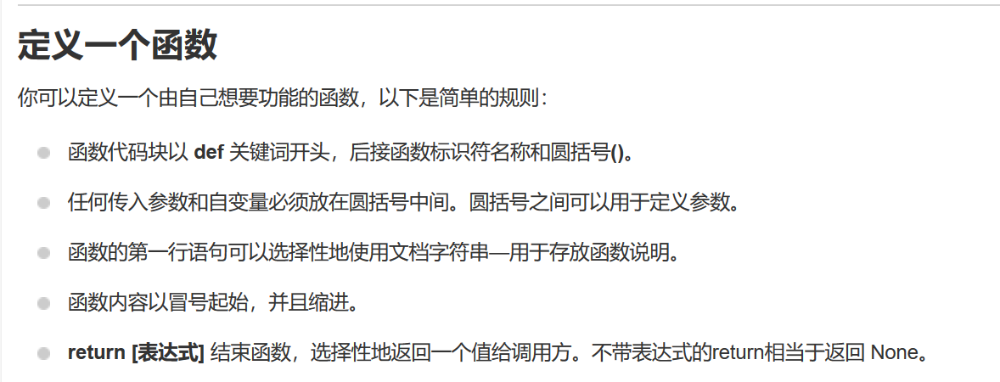 定义一个函数
你可以定义一个由自己想要功能的函数，以下是简单的规则：
函数代码块以 def 关键词开头，后接函数标识符名称和圆括号()。
任何传入参数和自变量必须放在圆括号中间。圆括号之间可以用于定义参数。
函数的第一行语句可以选择性地使用文档字符串—用于存放函数说明。
函数内容以冒号起始，并且缩进。
return [表达式] 结束函数，选择性地返回一个值给调用方。不带表达式的return相当于返回 None。